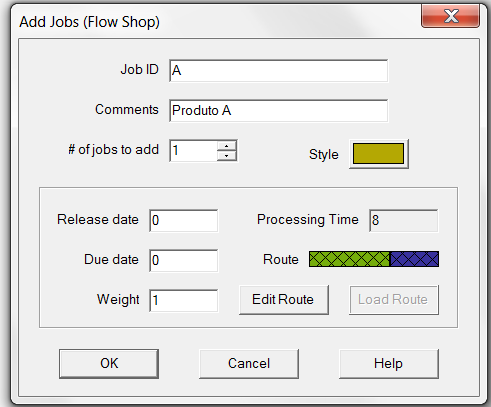 Add Jobs (Flow Shop)
Job ID A
Comments Produto A
# of jobs to add 1 Style
Release date 0 Processing Time 8
Due date 0 Route
Weight 1 Edit Route Load Route
OK Cancel Help